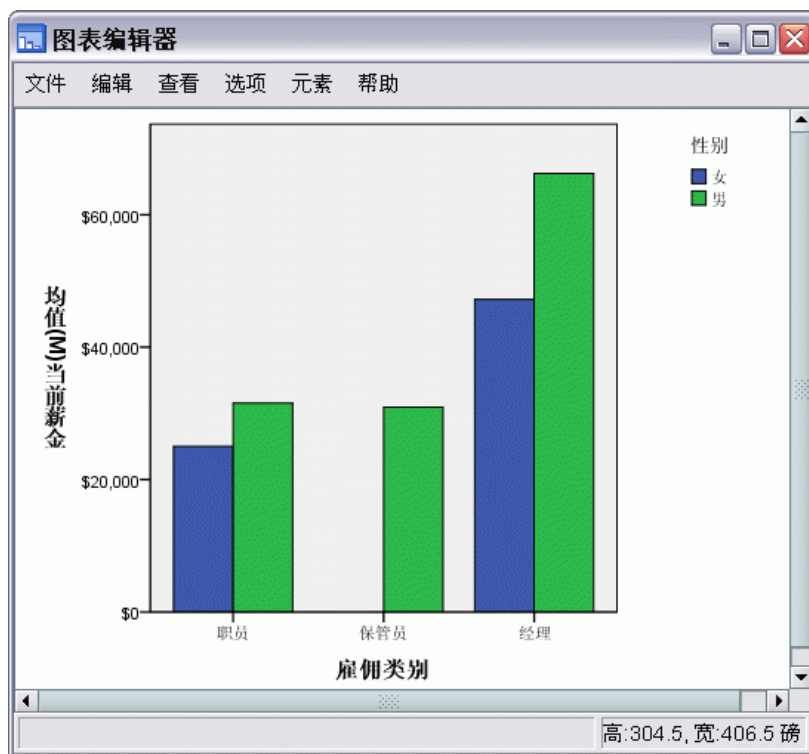 图表编辑器
文件 编辑 查看 选项 元素 帮助
性别
女
男
$60,000
$40,000
$20,000
$0
均值(M)当前薪金
职员 保管员 经理
雇佣类别
高:304.5, 宽:406.5 磅